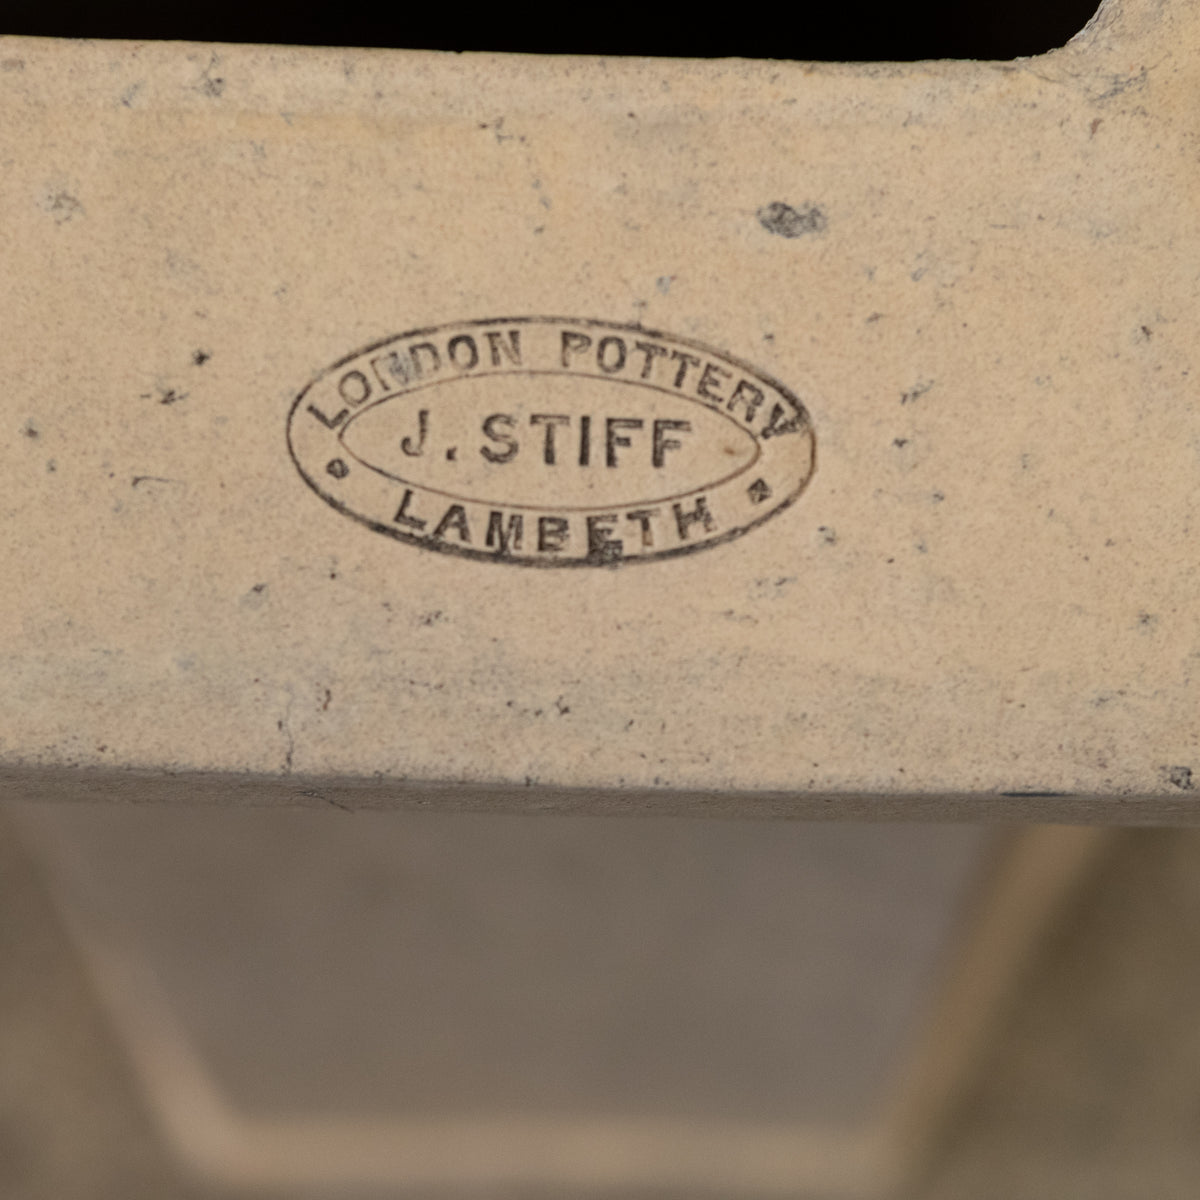 LONDON POTTERY
J. STIFF
LAMBETH